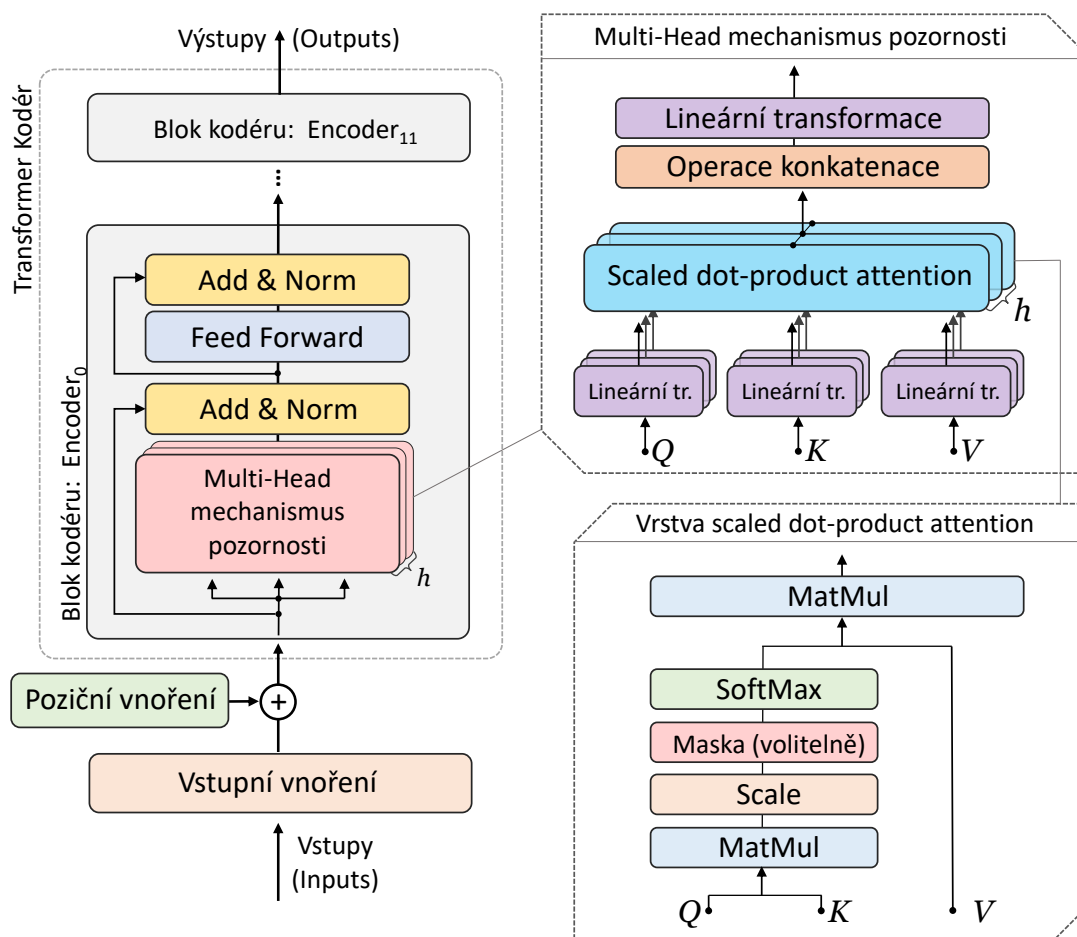 Výstupy (Outputs)
Transformer Kodér
Blok kodéru: Encoder₁₁
...
Blok kodéru: Encoder₀
Add & Norm
Feed Forward
Add & Norm
Multi-Head
mechanismus
pozornosti
h
Poziční vnoření
+
Vstupní vnoření
Vstupy
(Inputs)
Multi-Head mechanismus pozornosti
Lineární transformace
Operace konkatenace
Scaled dot-product attention
h
Lineární tr. Lineární tr. Lineární tr.
Q K V
Vrstva scaled dot-product attention
MatMul
SoftMax
Maska (volitelně)
Scale
MatMul
Q K V